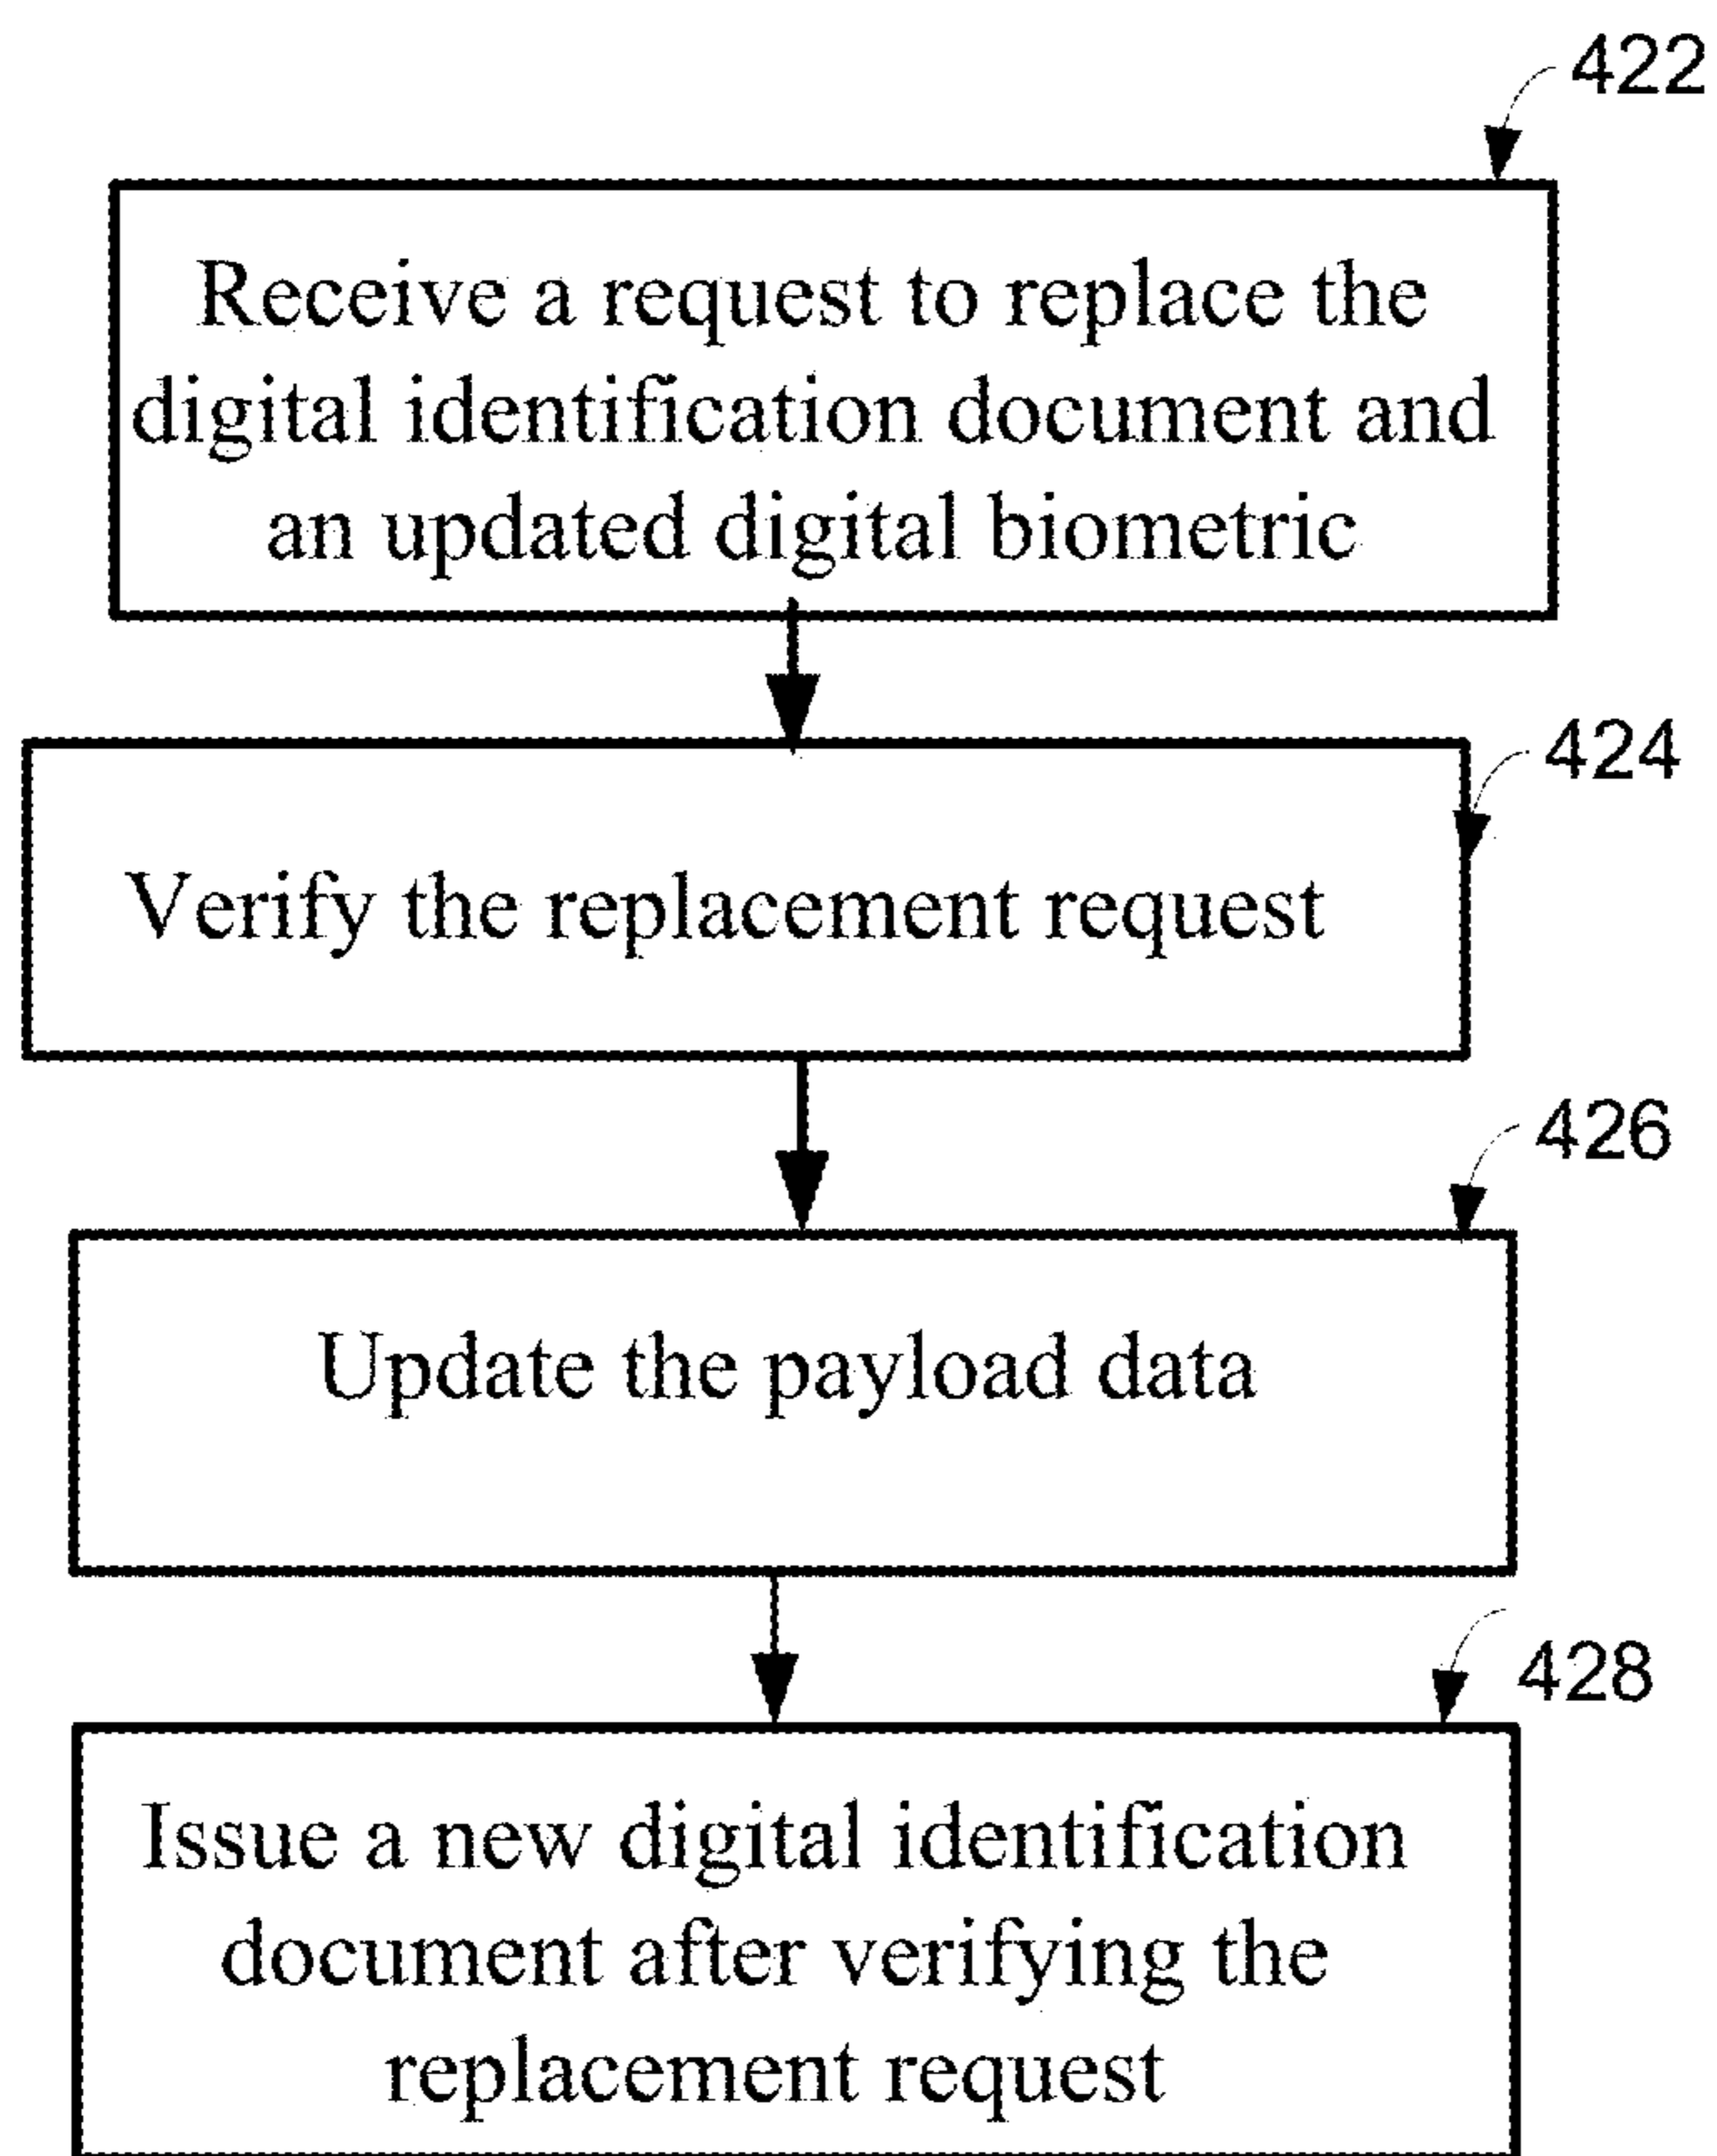 422
Receive a request to replace the
digital identification document and
an updated digital biometric
424
Verify the replacement request
426
Update the payload data
428
Issue a new digital identification
document after verifying the
replacement request